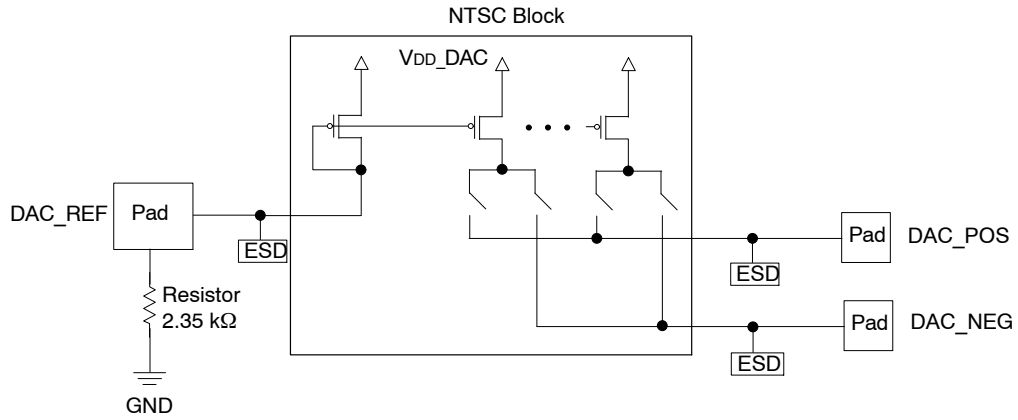 NTSC Block
VDD_DAC
DAC_REF
Pad
ESD
Resistor
2.35 kΩ
GND
Pad
DAC_POS
ESD
Pad
DAC_NEG
ESD